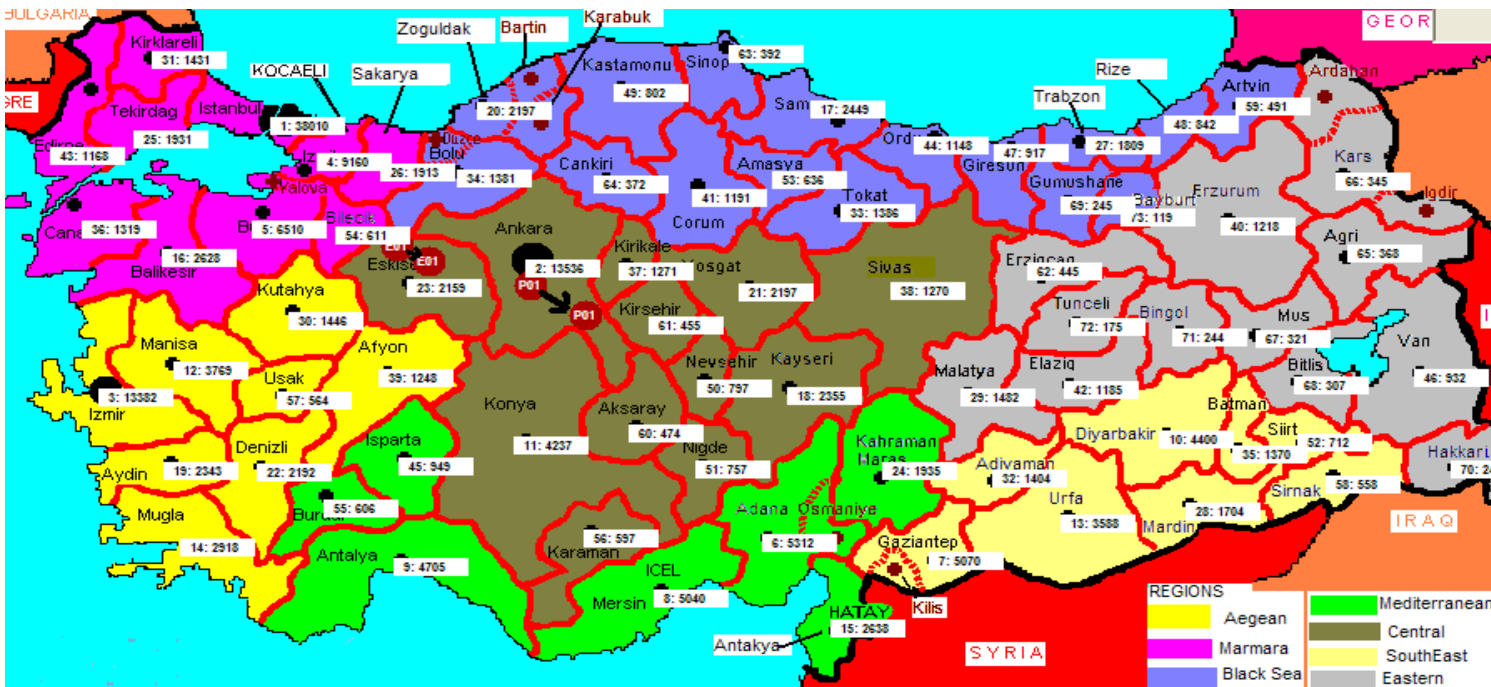 BULGARIA
Karabuk
Bartin
Zoguldak
GEOR
Kirklareli
31: 1431
Kastamonu
Sinop
63: 392
KOCAELI
Sakarya
Rize
Artvin
Ardahan
GRE
Tekirdag
Istanbul
20: 2197
49: 802
Sam
17: 2449
Trabzon
59: 491
1: 38010
48: 842
25: 1931
Duzce
Bolu
Ordu
44: 1148
27: 1809
Edirne
43: 1168
Iz
4: 9160
26: 1913
34: 1381
Cankiri
64: 372
Amasya
53: 636
Giresun
47: 917
Kars
66: 345
Yalova
41: 1191
Tokat
33: 1386
Gumushane
69: 245
Bayburt
73: 119
Erzurum
40: 1218
Igdir
Cana
36: 1319
Bu
5: 6510
Bilecik
54: 611
Corum
Ankara
Kirikale
37: 1271
Agri
65: 368
16: 2628
Balikesir
E01
E01
Eskise
23: 2159
2: 13536
P01
P01
Yosgat
21: 2197
Sivas
38: 1270
Erzincan
62: 445
Kutahya
30: 1446
Kirsehir
61: 455
Tunceli
72: 175
Bingol
71: 244
Mus
67: 321
Van
46: 932
Manisa
12: 3769
Afyon
39: 1248
Nevsehir
50: 797
Kayseri
18: 2355
Malatya
29: 1482
Elaziq
42: 1185
Bitlis
68: 307
3: 13382
Izmir
Usak
57: 564
Konya
11: 4237
Aksaray
60: 474
Batman
Isparta
45: 949
Nigde
51: 757
Kahraman
Maras
24: 1935
Diyarbakir
10: 4400
Siirt
52: 712
35: 1370
Denizli
22: 2192
Aydin
19: 2343
Adivaman
32: 1404
Hakkari
Sirnak
58: 558
Mugla
14: 2918
55: 606
Burdur
Adana
Osmaniye
6: 5312
Urfa
13: 3588
28: 1704
Mardin
IRAQ
Antalya
9: 4705
56: 597
Karaman
Gaziantep
7: 5070
ICEL
Mersin
8: 5040
Kilis
HATAY
15: 2638
Antakya
SYRIA
REGIONS
Aegean
Marmara
Black Sea
Mediterranean
Central
SouthEast
Eastern